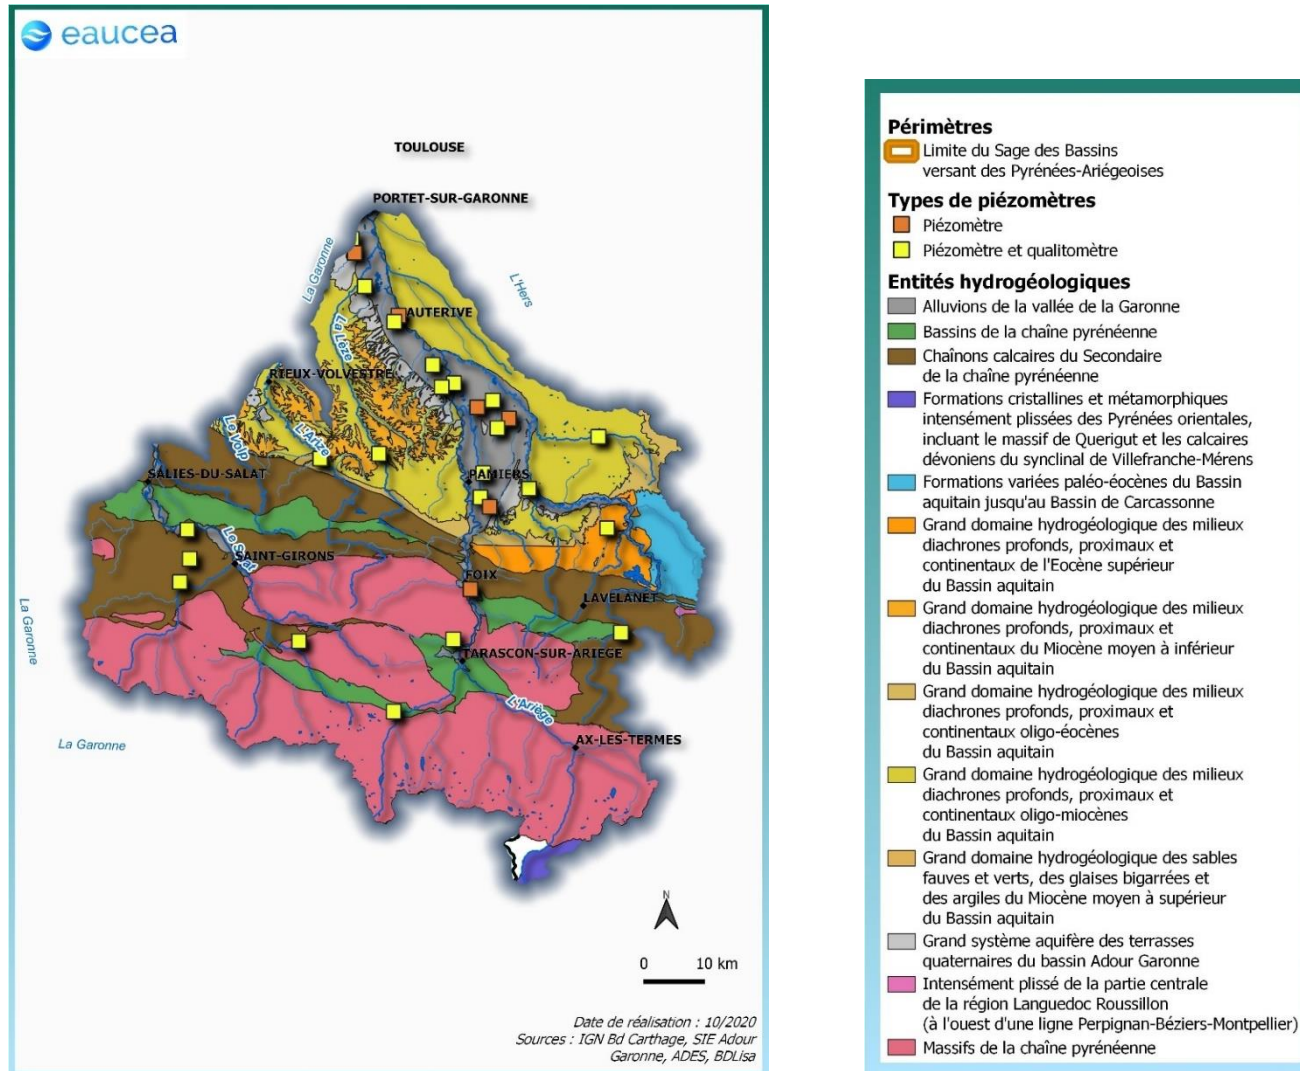 eaucea
TOULOUSE
PORTET-SUR-GARONNE
La Garonne
L'Hers
AUTERIVE
La Lèze
RIEUX-VOLVESTRE
Le Volp
L'Arize
SALIES-DU-SALAT
PAMIERS
Le Salat
SAINT-GIRONS
FOIX
LAVELANET
La Garonne
TARASCON-SUR-ARIEGE
L'Ariège
La Garonne
AX-LES-TERMES
N
0 10 km
Date de réalisation : 10/2020
Sources : IGN Bd Carthage, SIE Adour
Garonne, ADES, BDLisa
Périmètres
Limite du Sage des Bassins
versant des Pyrénées-Ariégeoises
Types de piézomètres
Piézomètre
Piézomètre et qualitomètre
Entités hydrogéologiques
Alluvions de la vallée de la Garonne
Bassins de la chaîne pyrénéenne
Chaînons calcaires du Secondaire
de la chaîne pyrénéenne
Formations cristallines et métamorphiques
intensément plissées des Pyrénées orientales,
incluant le massif de Querigut et les calcaires
dévoniens du synclinal de Villefranche-Mérens
Formations variées paléo-éocènes du Bassin
aquitain jusqu'au Bassin de Carcassonne
Grand domaine hydrogéologique des milieux
diachrones profonds, proximaux et
continentaux de l'Eocène supérieur
du Bassin aquitain
Grand domaine hydrogéologique des milieux
diachrones profonds, proximaux et
continentaux du Miocène moyen à inférieur
du Bassin aquitain
Grand domaine hydrogéologique des milieux
diachrones profonds, proximaux et
continentaux oligo-éocènes
du Bassin aquitain
Grand domaine hydrogéologique des milieux
diachrones profonds, proximaux et
continentaux oligo-miocènes
du Bassin aquitain
Grand domaine hydrogéologique des sables
fauves et verts, des glaises bigarrées et
des argiles du Miocène moyen à supérieur
du Bassin aquitain
Grand système aquifère des terrasses
quaternaires du bassin Adour Garonne
Intensément plissé de la partie centrale
de la région Languedoc Roussillon
(à l'ouest d'une ligne Perpignan-Béziers-Montpellier)
Massifs de la chaîne pyrénéenne